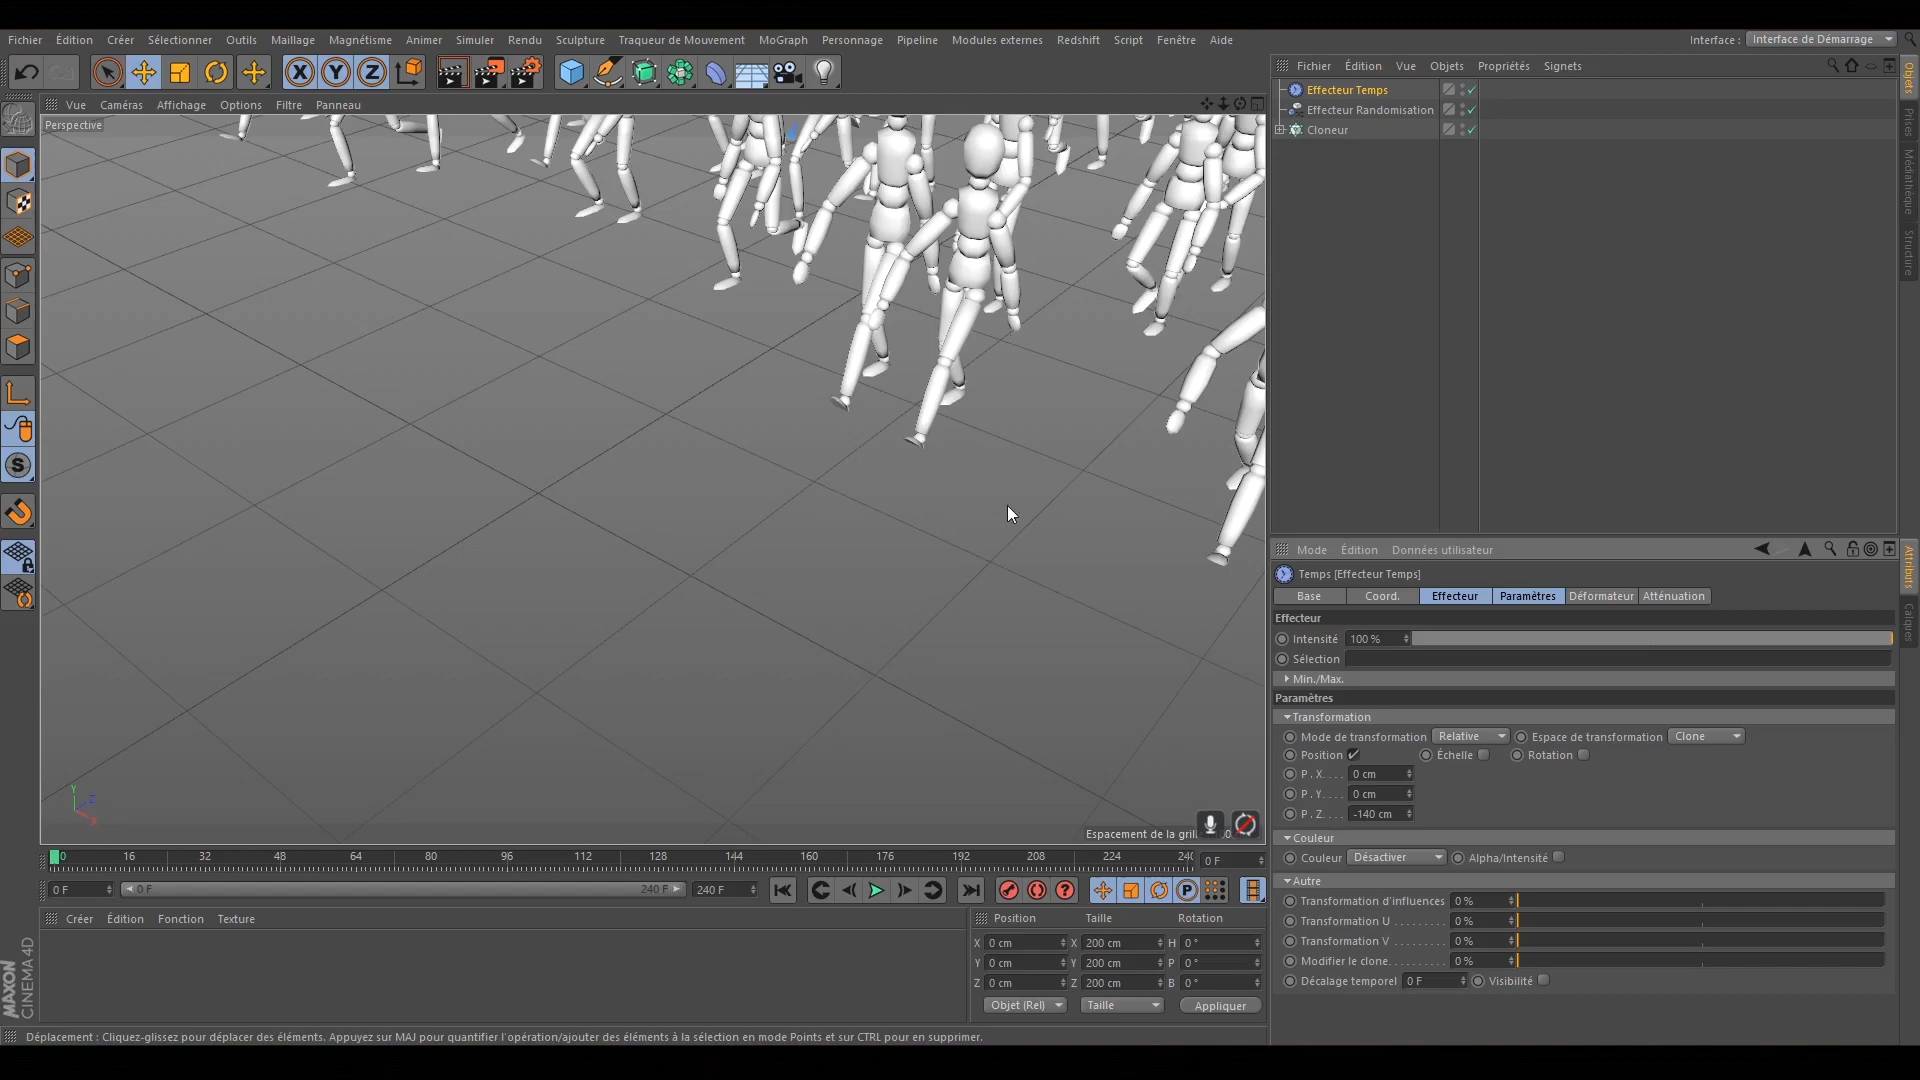 Fichier Édition Créer Sélectionner Outils Maillage Magnétisme Animer Simuler Rendu Sculpture Traqueur de Mouvement MoGraph Personnage Pipeline Modules externes Redshift Script Fenêtre Aide Interface : Interface de Démarrage
X Y Z
Fichier Édition Vue Objets Propriétés Signets
Effecteur Temps
Effecteur Randomisation
Cloneur
Objets
Prises
Médiathèque
Structure
Vue Caméras Affichage Options Filtre Panneau
Perspective
Y
Z
X
Espacement de la gril
Mode Édition Données utilisateur
Temps [Effecteur Temps]
Base Coord. Effecteur Paramètres Déformateur Atténuation
Effecteur
Intensité 100 %
Sélection
Min./Max.
Paramètres
Transformation
Mode de transformation Relative Espace de transformation Clone
Position Échelle Rotation
P . X. . . . 0 cm
P . Y. . . . 0 cm
P . Z. . . . -140 cm
Couleur
Couleur Désactiver Alpha/Intensité
Autre
Transformation d'influences 0 %
Transformation U . . . . . . . . 0 %
Transformation V . . . . . . . . . 0 %
Modifier le clone. . . . . . . . . 0 %
Décalage temporel 0 F Visibilité
Attributs
Calques
0 16 32 48 64 80 96 112 128 144 160 176 192 208 224 240 0 F
0 F 0 F 240 F 240 F
P
Créer Édition Fonction Texture
Position Taille Rotation
X 0 cm X 200 cm H 0 °
Y 0 cm Y 200 cm P 0 °
Z 0 cm Z 200 cm B 0 °
Objet (Rel) Taille Appliquer
MAXON
CINEMA 4D
Déplacement : Cliquez-glissez pour déplacer des éléments. Appuyez sur MAJ pour quantifier l'opération/ajouter des éléments à la sélection en mode Points et sur CTRL pour en supprimer.